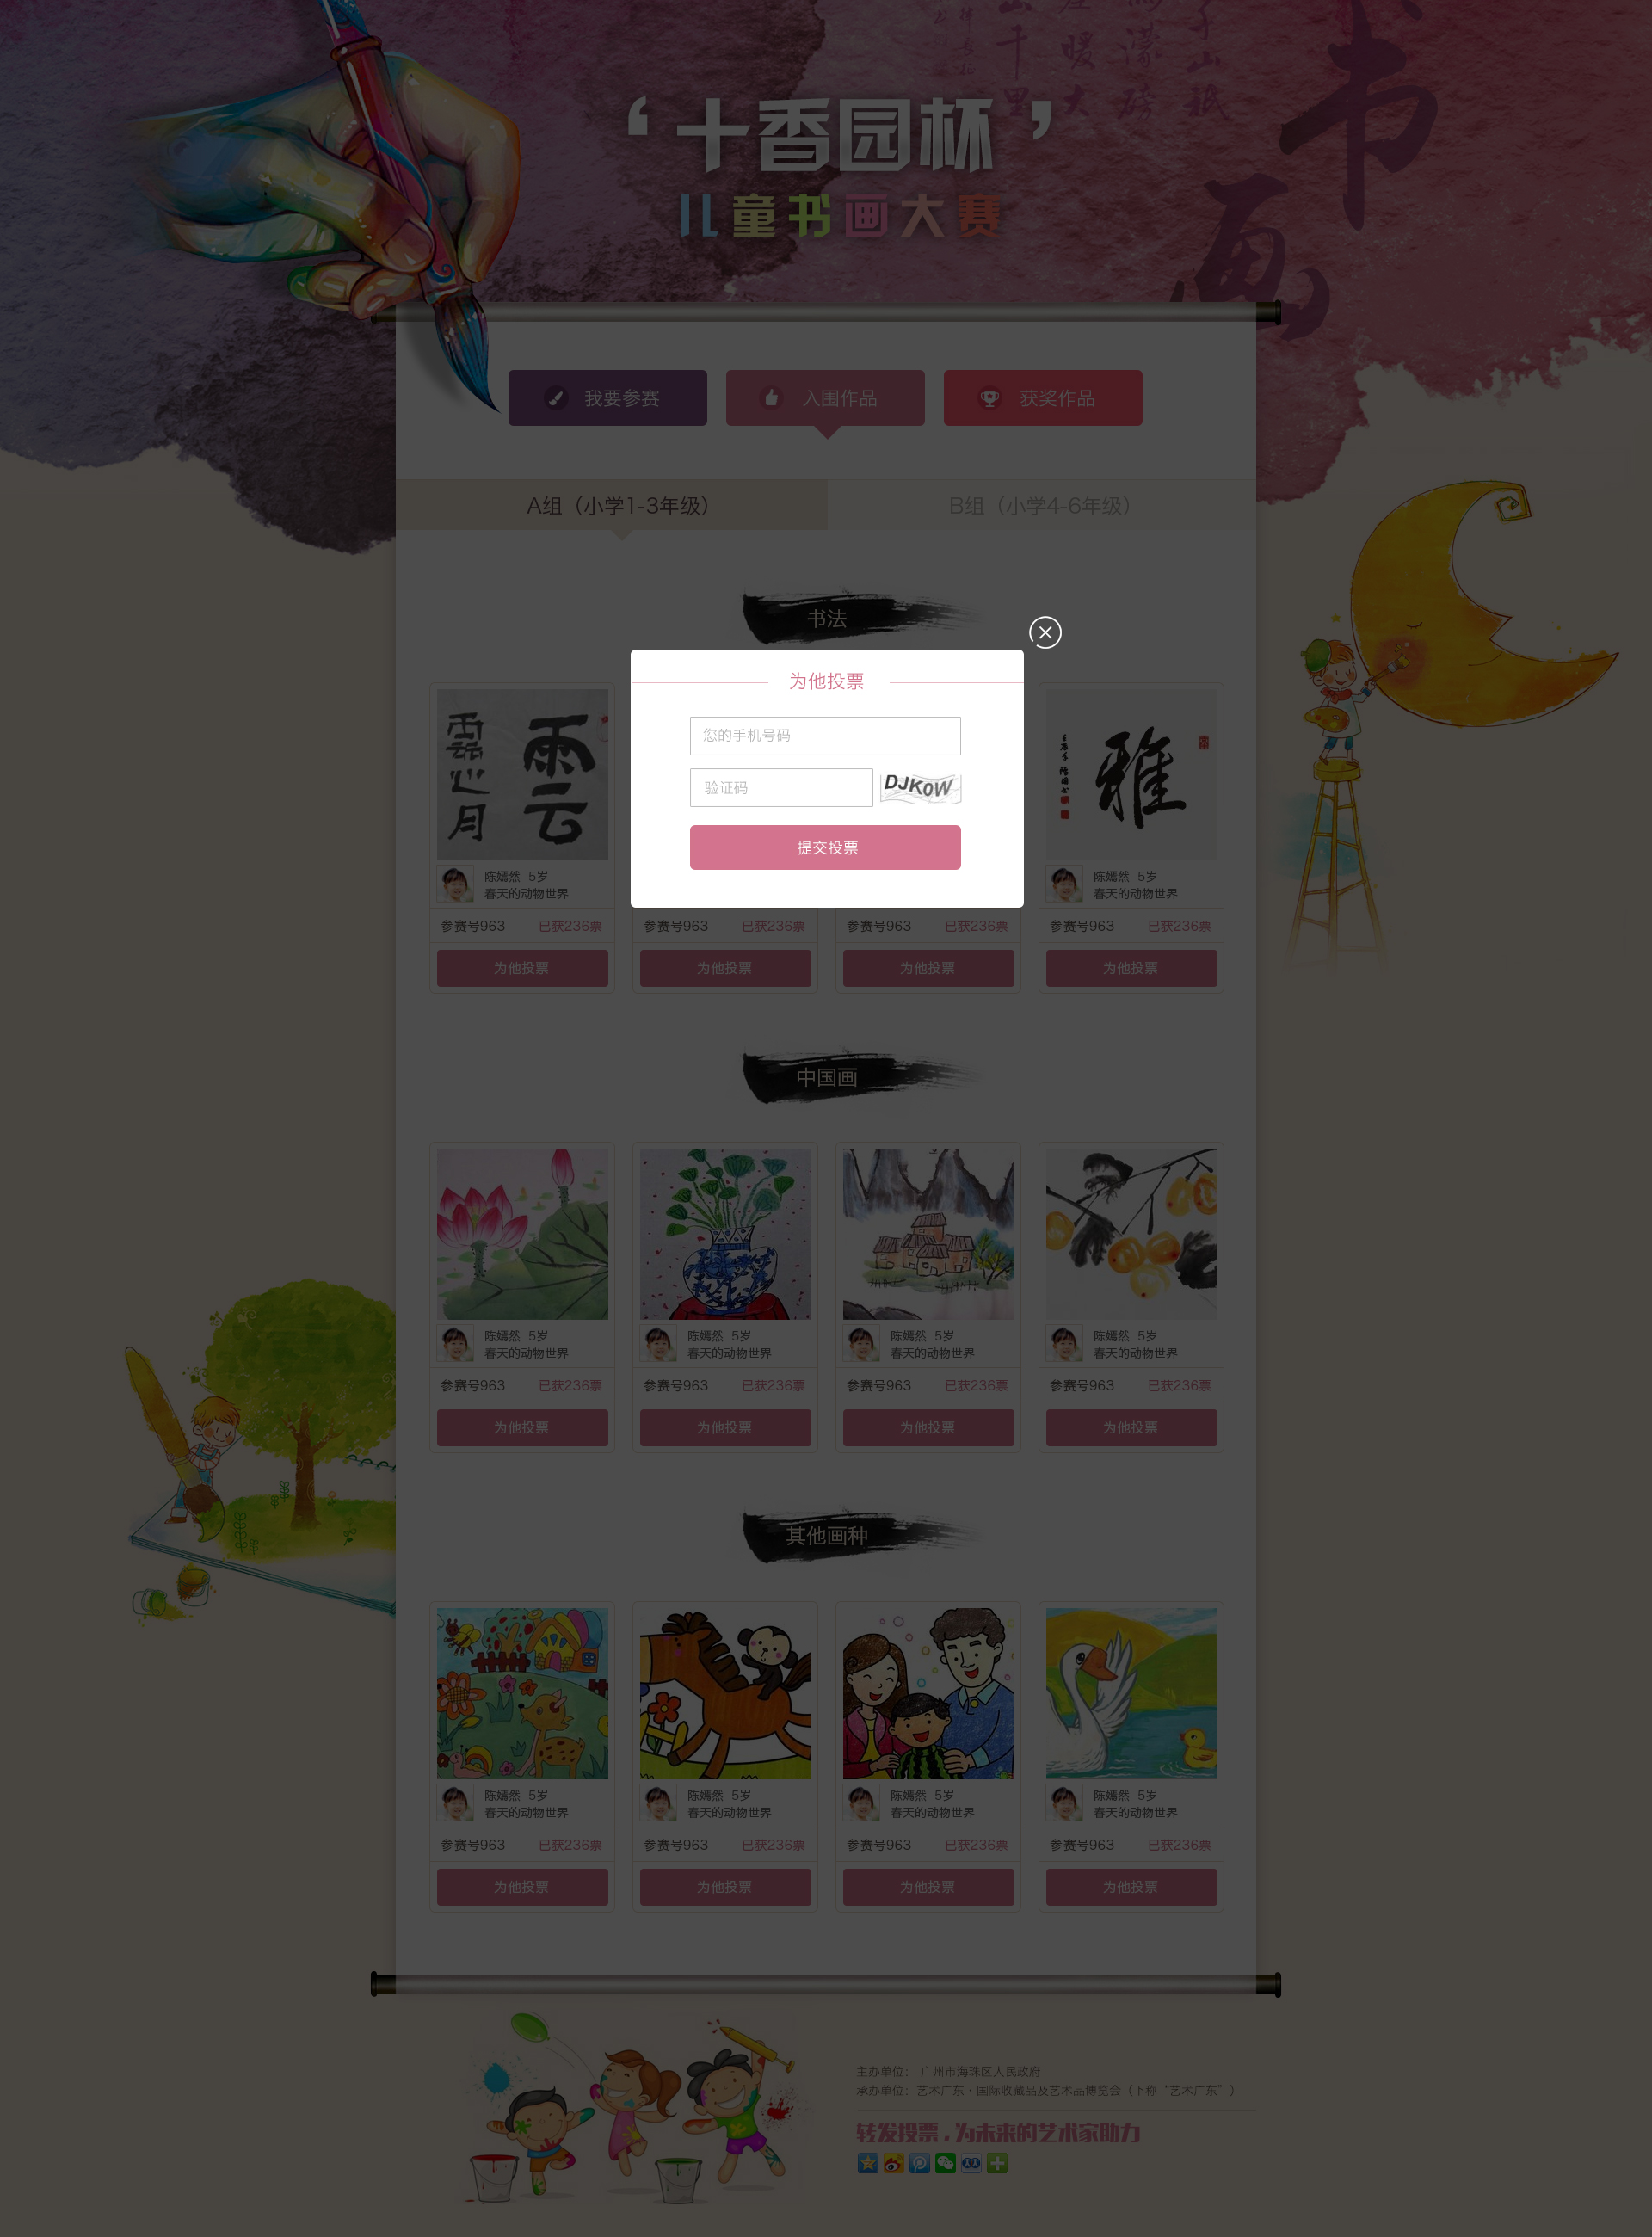 ‘十香园杯’
儿童书画大赛
书画
我要参赛
入围作品
获奖作品
A组（小学1-3年级）
B组（小学4-6年级）
书法
为他投票
您的手机号码
验证码
DJKOW
提交投票
雲
雅
陈嫣然 5岁
春天的动物世界
陈嫣然 5岁
春天的动物世界
参赛号963 已获236票
参赛号963 已获236票
参赛号963 已获236票
参赛号963 已获236票
为他投票
为他投票
为他投票
为他投票
中国画
陈嫣然 5岁
春天的动物世界
陈嫣然 5岁
春天的动物世界
陈嫣然 5岁
春天的动物世界
陈嫣然 5岁
春天的动物世界
参赛号963 已获236票
参赛号963 已获236票
参赛号963 已获236票
参赛号963 已获236票
为他投票
为他投票
为他投票
为他投票
其他画种
陈嫣然 5岁
春天的动物世界
陈嫣然 5岁
春天的动物世界
陈嫣然 5岁
春天的动物世界
陈嫣然 5岁
春天的动物世界
参赛号963 已获236票
参赛号963 已获236票
参赛号963 已获236票
参赛号963 已获236票
为他投票
为他投票
为他投票
为他投票
主办单位： 广州市海珠区人民政府
承办单位：艺术广东·国际收藏品及艺术品博览会（下称“艺术广东”）
转发投票，为未来的艺术家助力